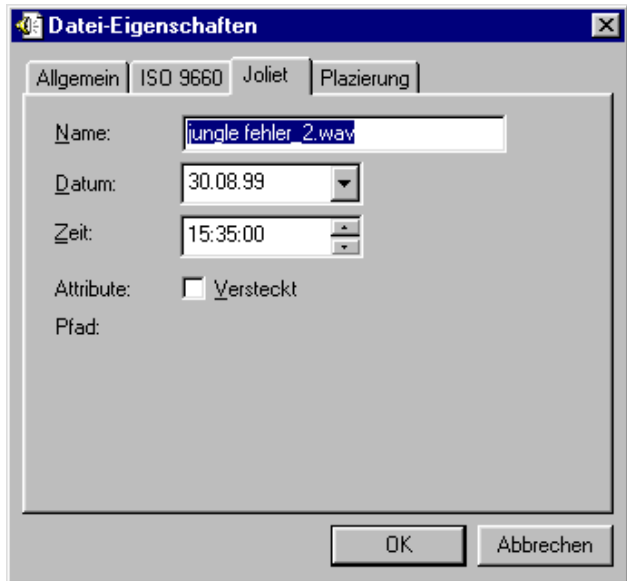 Datei-Eigenschaften
Allgemein ISO 9660 Joliet Plazierung
Name: jungle fehler_2.wav
Datum: 30.08.99
Zeit: 15:35:00
Attribute: Versteckt
Pfad:
OK Abbrechen